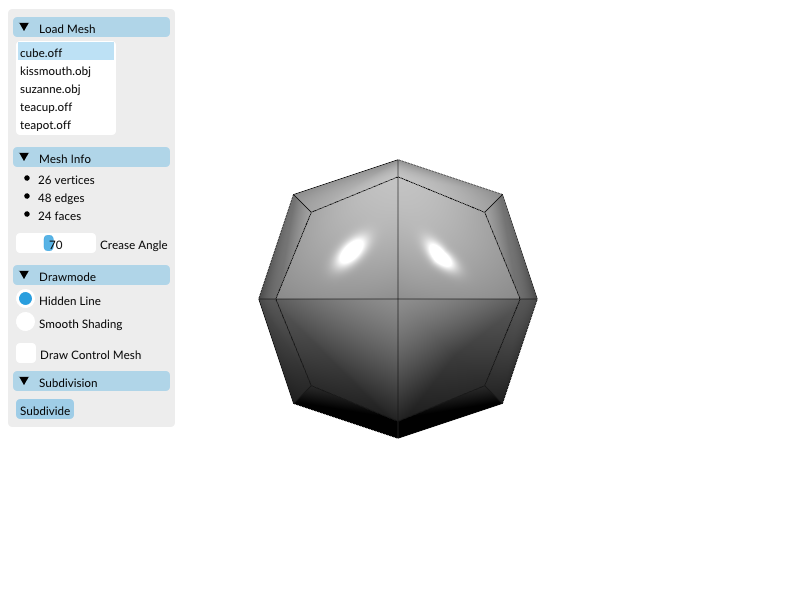 Load Mesh
cube.off
kissmouth.obj
suzanne.obj
teacup.off
teapot.off
Mesh Info
26 vertices
48 edges
24 faces
70 Crease Angle
Drawmode
Hidden Line
Smooth Shading
Draw Control Mesh
Subdivision
Subdivide